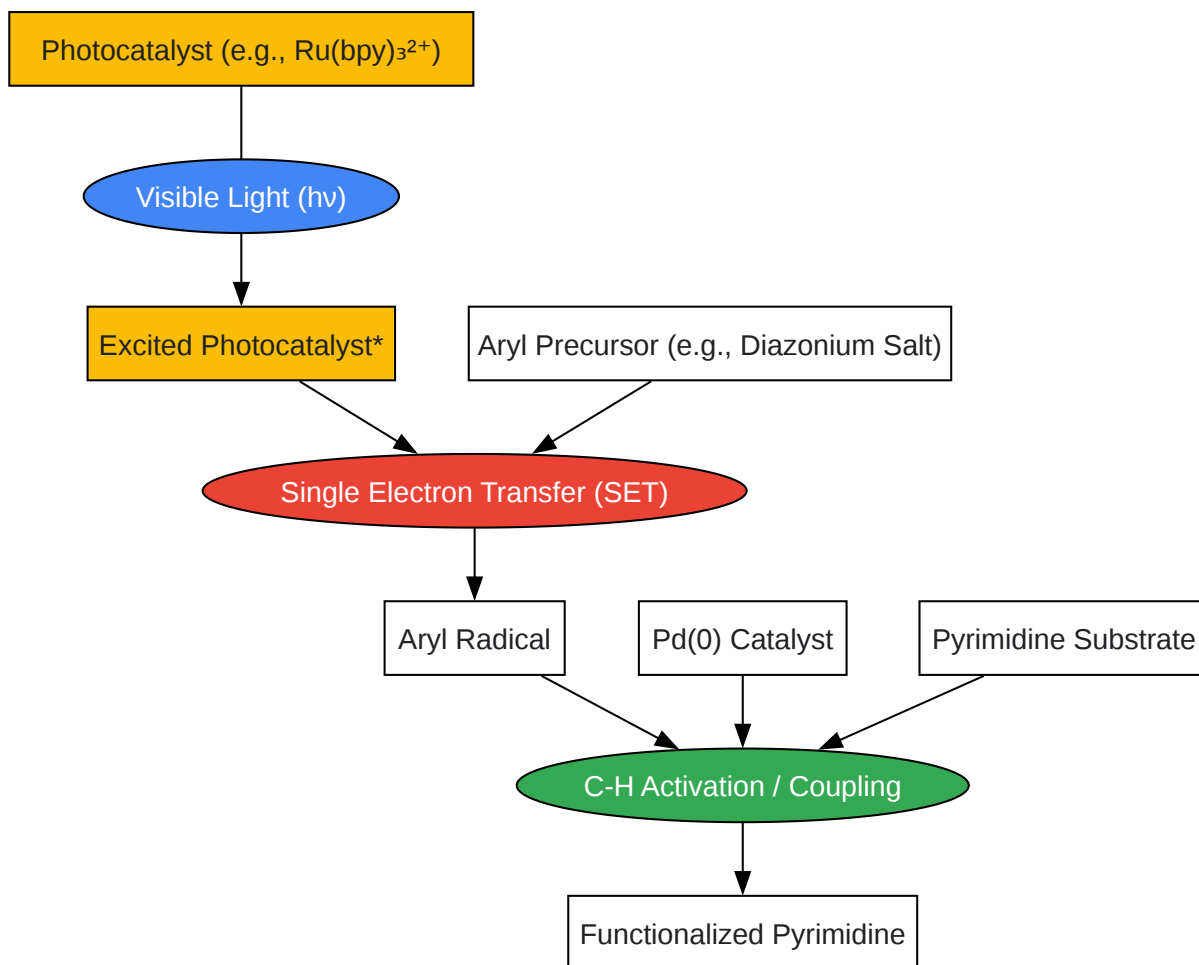 Photocatalyst (e.g., Ru(bpy)₃²⁺)
Visible Light (hν)
Excited Photocatalyst*
Aryl Precursor (e.g., Diazonium Salt)
Single Electron Transfer (SET)
Aryl Radical
Pd(0) Catalyst
Pyrimidine Substrate
C-H Activation / Coupling
Functionalized Pyrimidine